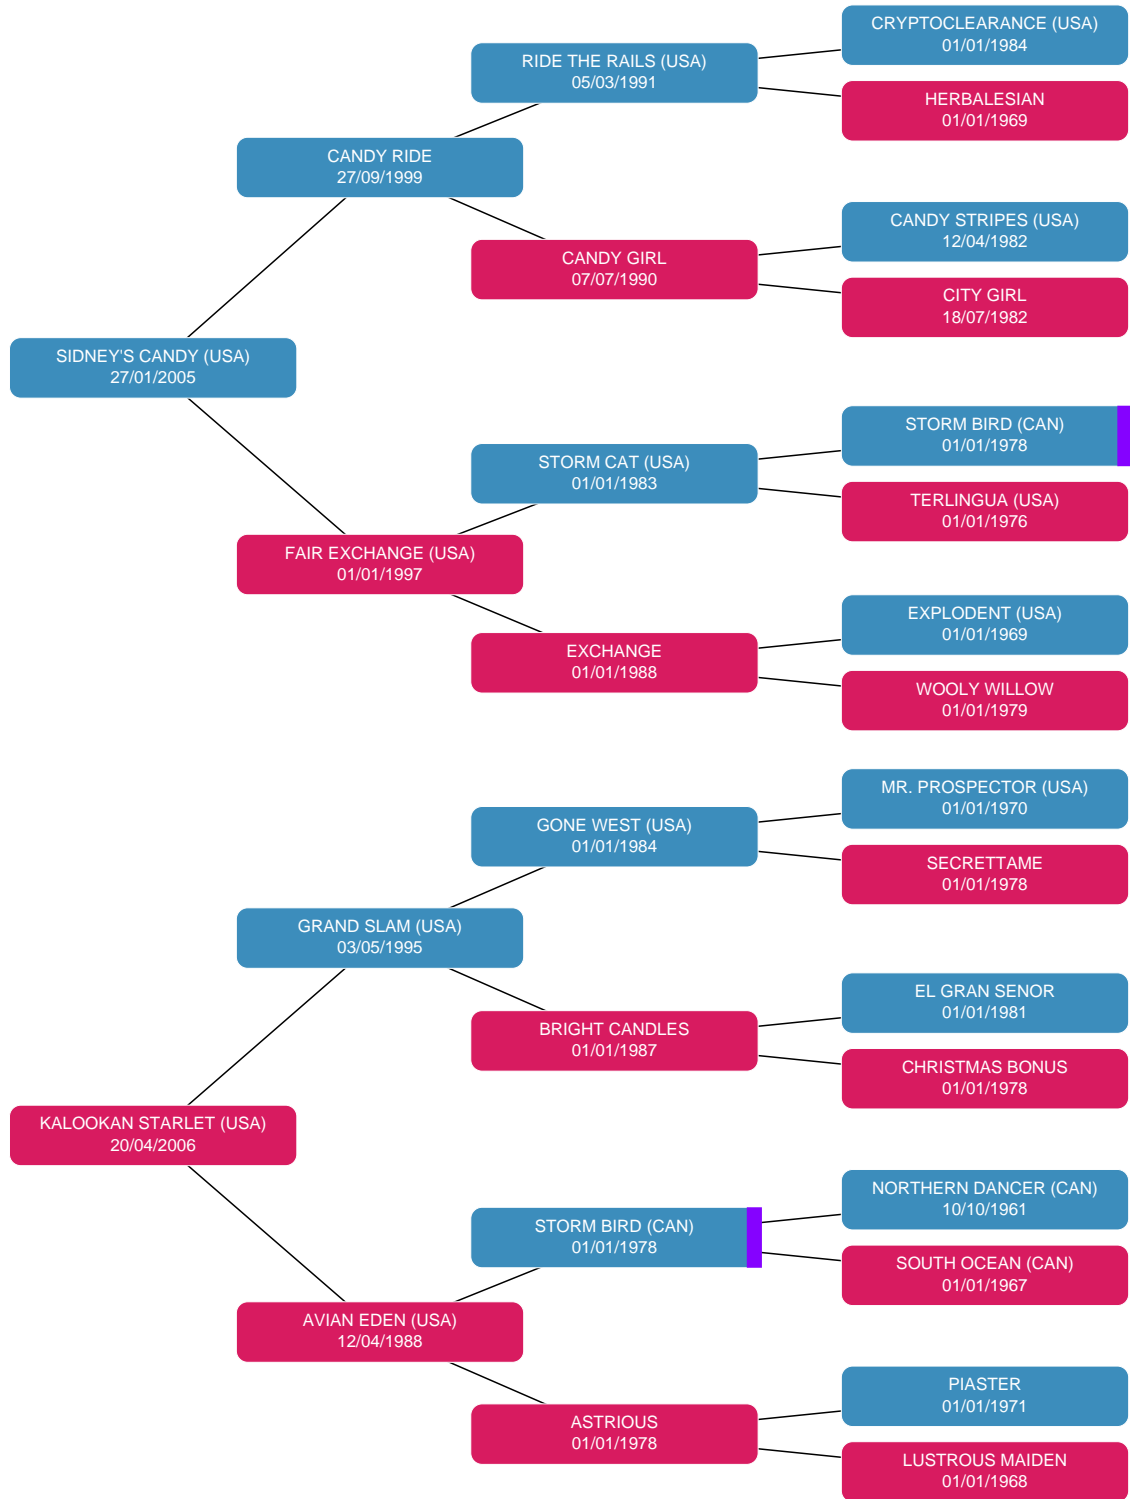 CRYPTOCLEARANCE (USA)
01/01/1984
RIDE THE RAILS (USA)
05/03/1991
HERBALESIAN
01/01/1969
CANDY RIDE
27/09/1999
CANDY STRIPES (USA)
12/04/1982
CANDY GIRL
07/07/1990
CITY GIRL
18/07/1982
SIDNEY'S CANDY (USA)
27/01/2005
STORM BIRD (CAN)
01/01/1978
STORM CAT (USA)
01/01/1983
TERLINGUA (USA)
01/01/1976
FAIR EXCHANGE (USA)
01/01/1997
EXPLODENT (USA)
01/01/1969
EXCHANGE
01/01/1988
WOOLY WILLOW
01/01/1979
MR. PROSPECTOR (USA)
01/01/1970
GONE WEST (USA)
01/01/1984
SECRETTAME
01/01/1978
GRAND SLAM (USA)
03/05/1995
EL GRAN SENOR
01/01/1981
BRIGHT CANDLES
01/01/1987
CHRISTMAS BONUS
01/01/1978
KALOOKAN STARLET (USA)
20/04/2006
NORTHERN DANCER (CAN)
10/10/1961
STORM BIRD (CAN)
01/01/1978
SOUTH OCEAN (CAN)
01/01/1967
AVIAN EDEN (USA)
12/04/1988
PIASTER
01/01/1971
ASTRIOUS
01/01/1978
LUSTROUS MAIDEN
01/01/1968